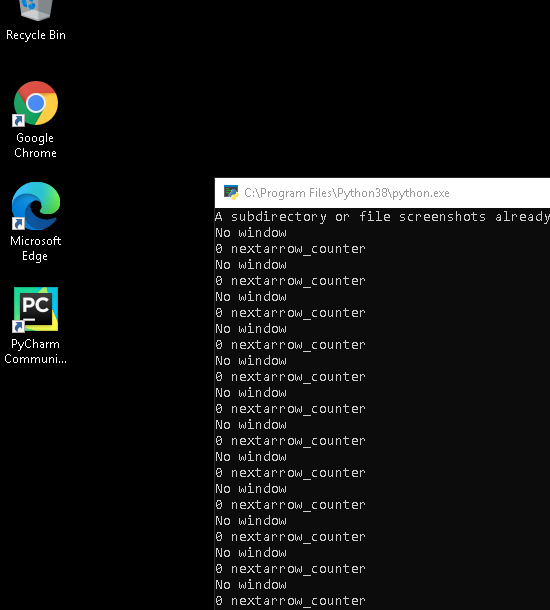 Recycle Bin
Google
Chrome
Microsoft
Edge
PC
PyCharm
Communi...
C:\Program Files\Python38\python.exe
A subdirectory or file screenshots already
No window
0 nextarrow_counter
No window
0 nextarrow_counter
No window
0 nextarrow_counter
No window
0 nextarrow_counter
No window
0 nextarrow_counter
No window
0 nextarrow_counter
No window
0 nextarrow_counter
No window
0 nextarrow_counter
No window
0 nextarrow_counter
No window
0 nextarrow_counter
No window
0 nextarrow_counter
No window
0 nextarrow_counter